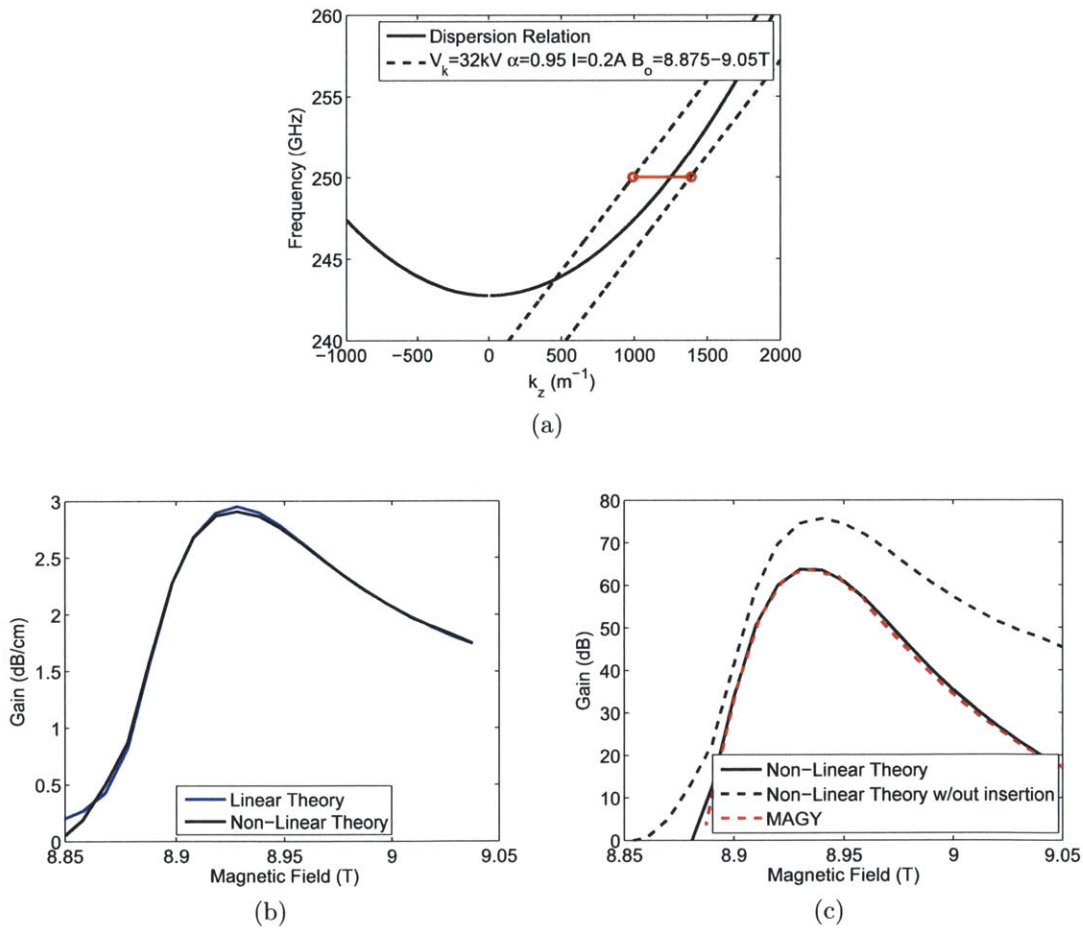 260
255
250
245
240
Frequency (GHz)
Dispersion Relation
V_k=32kV α=0.95 I=0.2A B_o=8.875−9.05T
−1000 −500 0 500 1000 1500 2000
k_z (m⁻¹)
(a)
3
2.5
2
1.5
1
0.5
0
Gain (dB/cm)
Linear Theory
Non−Linear Theory
8.85 8.9 8.95 9 9.05
Magnetic Field (T)
(b)
80
70
60
50
40
30
20
10
0
Gain (dB)
Non−Linear Theory
Non−Linear Theory w/out insertion
MAGY
8.85 8.9 8.95 9 9.05
Magnetic Field (T)
(c)